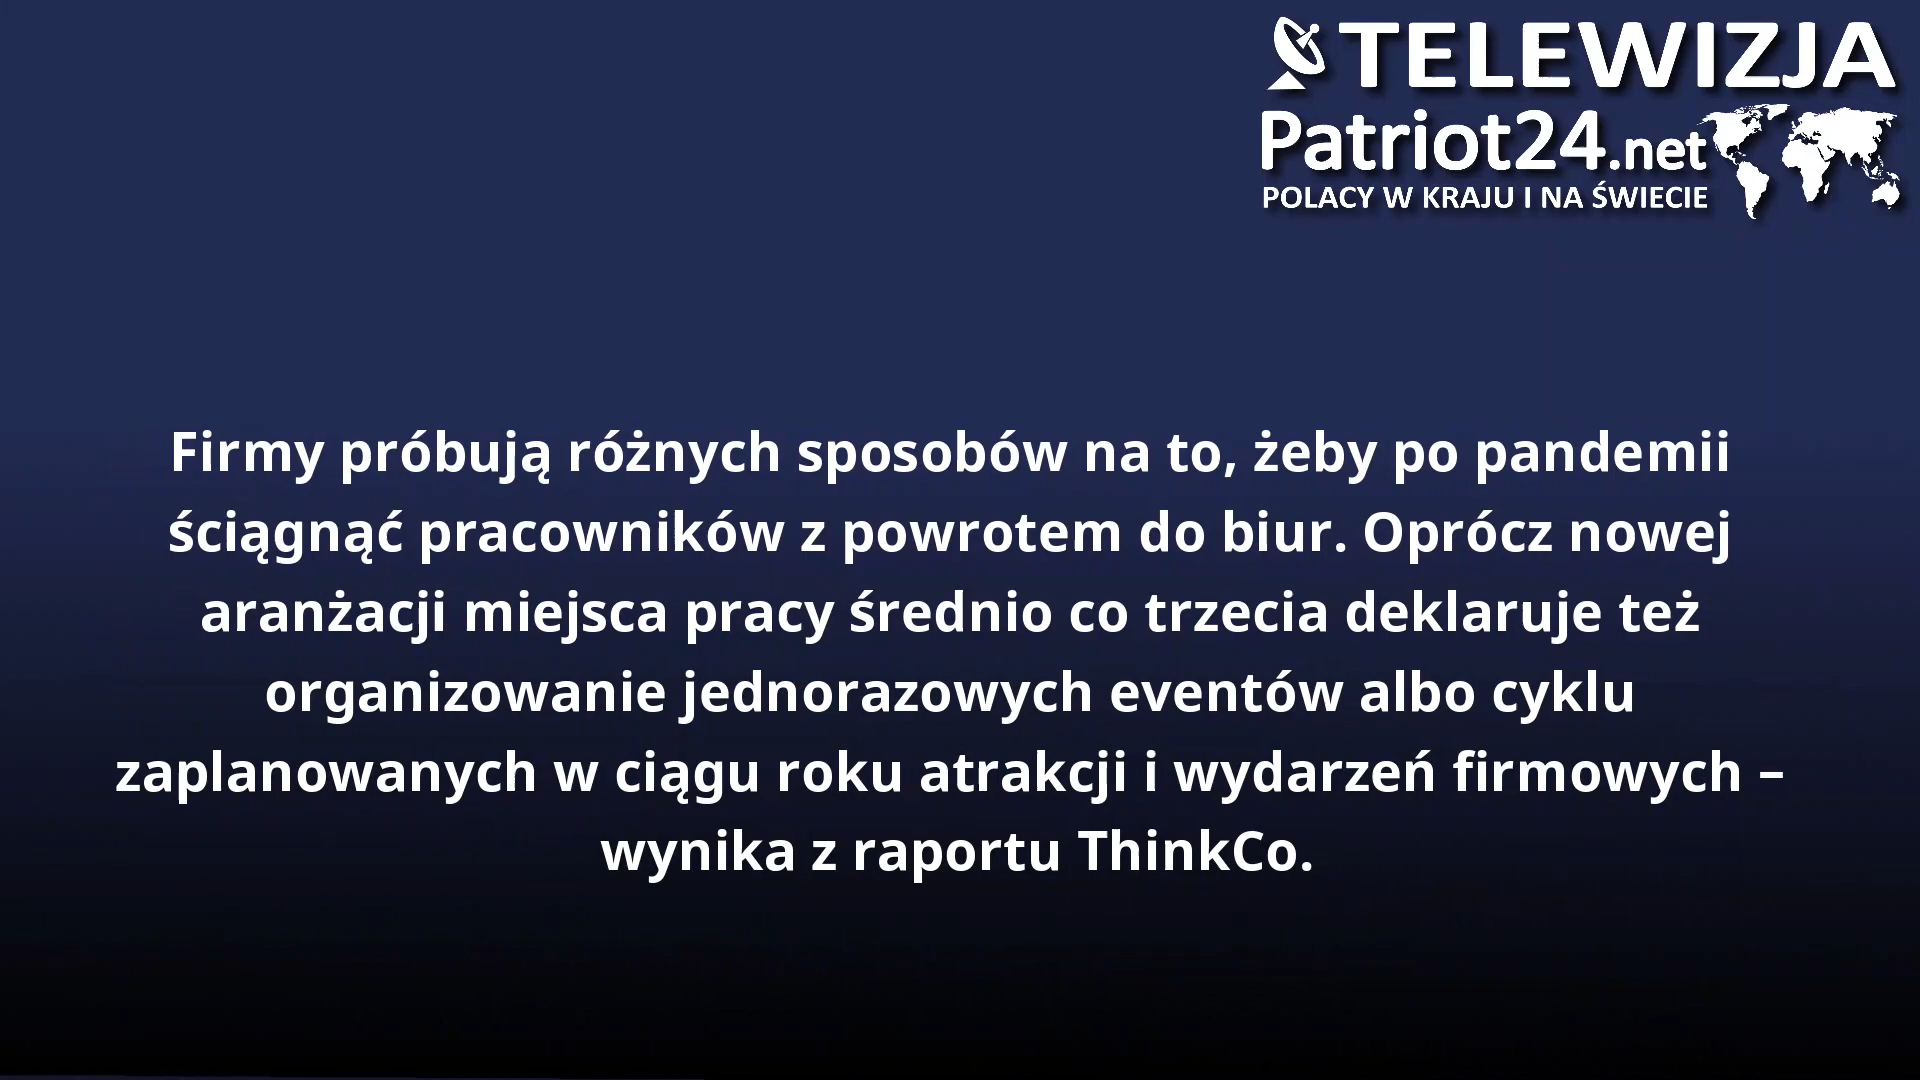 TELEWIZJA
Patriot24.net
POLACY W KRAJU I NA ŚWIECIE
Firmy próbują różnych sposobów na to, żeby po pandemii
ściągnąć pracowników z powrotem do biur. Oprócz nowej
aranżacji miejsca pracy średnio co trzecia deklaruje też
organizowanie jednorazowych eventów albo cyklu
zaplanowanych w ciągu roku atrakcji i wydarzeń firmowych –
wynika z raportu ThinkCo.